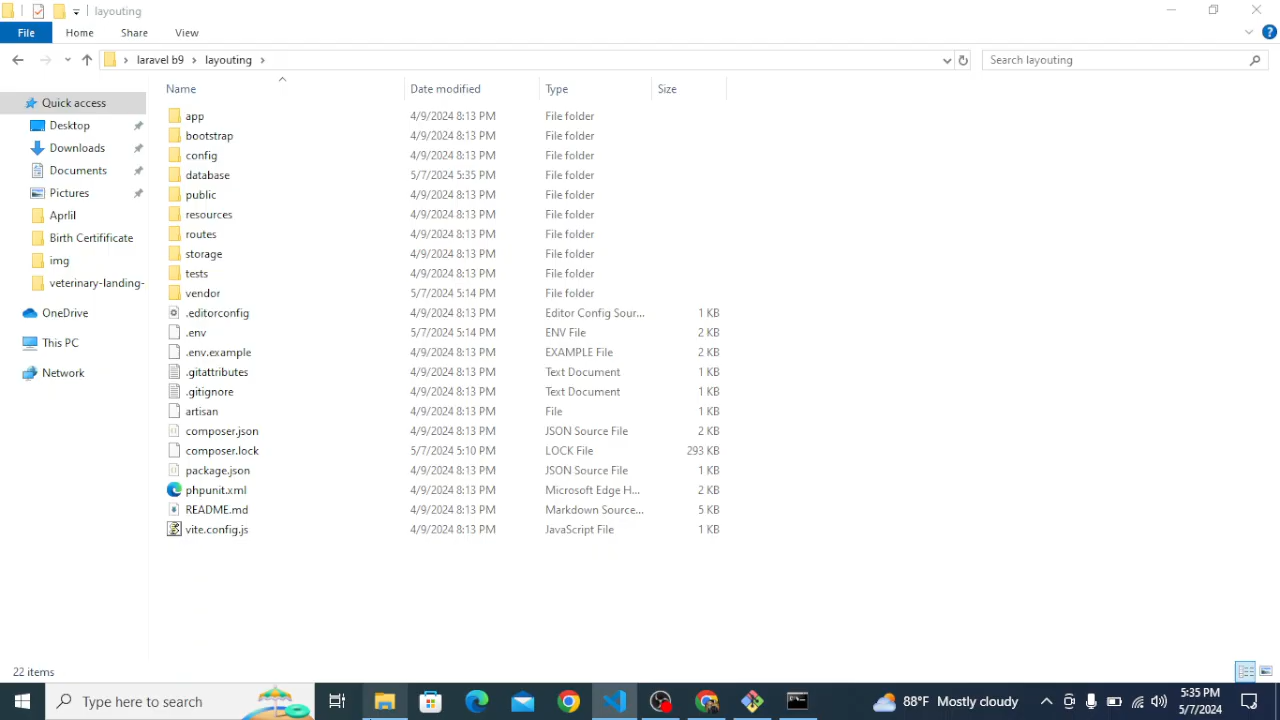 layouting
File Home Share View
laravel b9 layouting
Search layouting
Name Date modified Type Size
Quick access
Desktop
Downloads
Documents
Pictures
Aprlil
Birth Certifificate
img
veterinary-landing-
OneDrive
This PC
Network
app 4/9/2024 8:13 PM File folder
bootstrap 4/9/2024 8:13 PM File folder
config 4/9/2024 8:13 PM File folder
database 5/7/2024 5:35 PM File folder
public 4/9/2024 8:13 PM File folder
resources 4/9/2024 8:13 PM File folder
routes 4/9/2024 8:13 PM File folder
storage 4/9/2024 8:13 PM File folder
tests 4/9/2024 8:13 PM File folder
vendor 5/7/2024 5:14 PM File folder
.editorconfig 4/9/2024 8:13 PM Editor Config Sour... 1 KB
.env 5/7/2024 5:14 PM ENV File 2 KB
.env.example 4/9/2024 8:13 PM EXAMPLE File 2 KB
.gitattributes 4/9/2024 8:13 PM Text Document 1 KB
.gitignore 4/9/2024 8:13 PM Text Document 1 KB
artisan 4/9/2024 8:13 PM File 1 KB
composer.json 4/9/2024 8:13 PM JSON Source File 2 KB
composer.lock 5/7/2024 5:10 PM LOCK File 293 KB
package.json 4/9/2024 8:13 PM JSON Source File 1 KB
phpunit.xml 4/9/2024 8:13 PM Microsoft Edge H... 2 KB
README.md 4/9/2024 8:13 PM Markdown Source... 5 KB
vite.config.js 4/9/2024 8:13 PM JavaScript File 1 KB
22 items
Type here to search
88°F Mostly cloudy
5:35 PM
5/7/2024